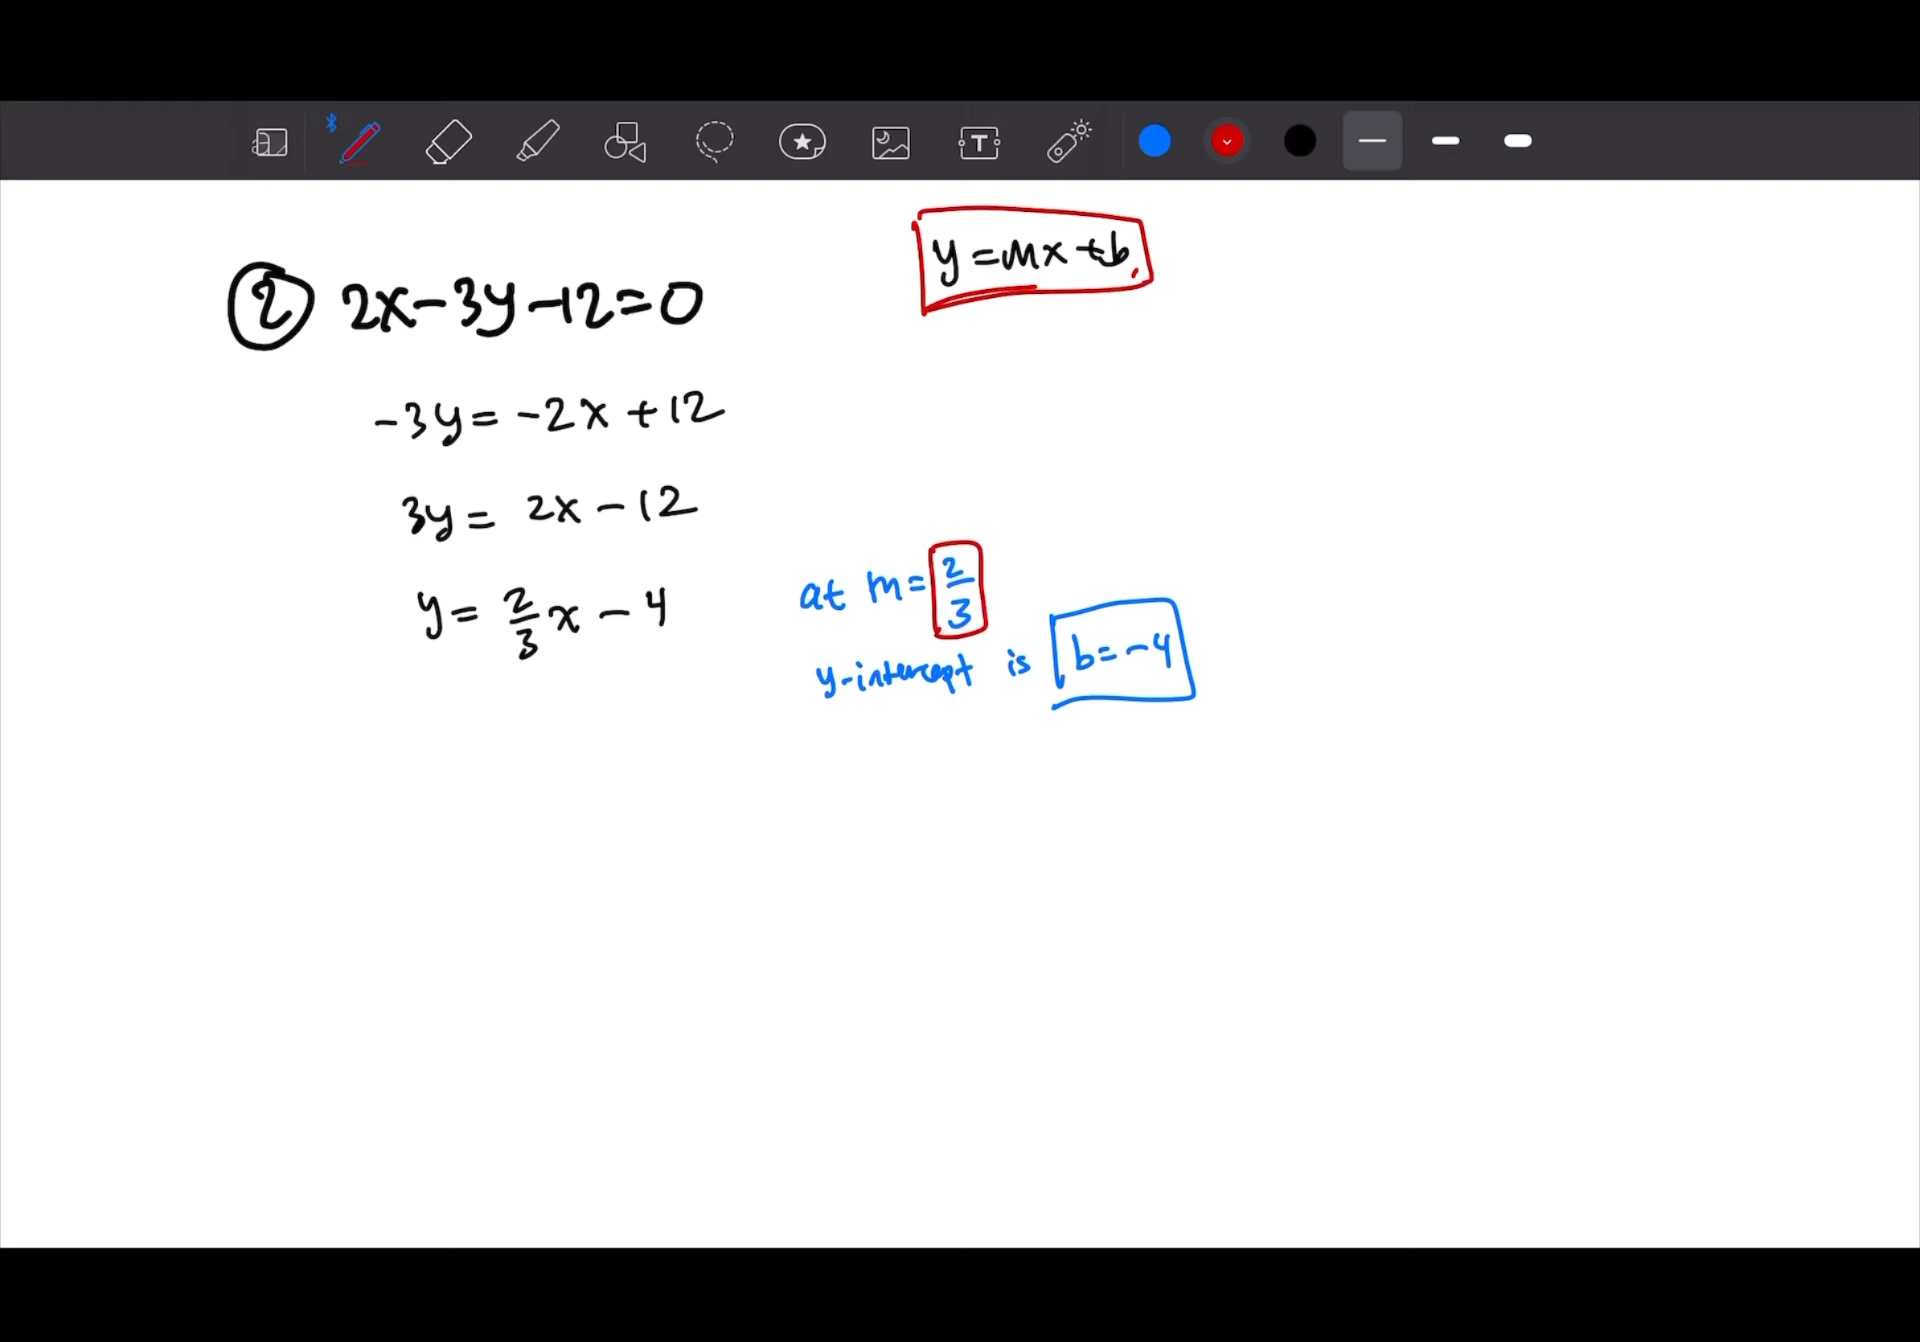 y = mx + b
② 2x - 3y - 12 = 0
-3y = -2x + 12
3y = 2x - 12
y = 2/3 x - 4
at m = 2/3
y-intercept is b = -4